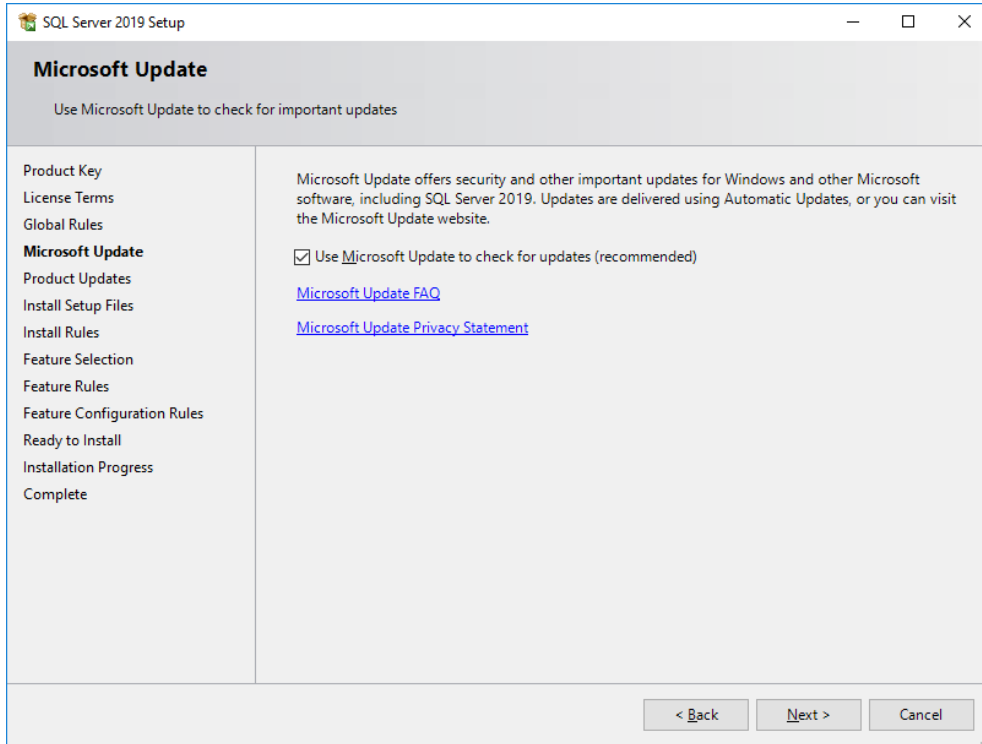 SQL Server 2019 Setup
Microsoft Update
Use Microsoft Update to check for important updates
Product Key
License Terms
Global Rules
Microsoft Update
Product Updates
Install Setup Files
Install Rules
Feature Selection
Feature Rules
Feature Configuration Rules
Ready to Install
Installation Progress
Complete
Microsoft Update offers security and other important updates for Windows and other Microsoft
software, including SQL Server 2019. Updates are delivered using Automatic Updates, or you can visit
the Microsoft Update website.
Use Microsoft Update to check for updates (recommended)
Microsoft Update FAQ
Microsoft Update Privacy Statement
< Back
Next >
Cancel